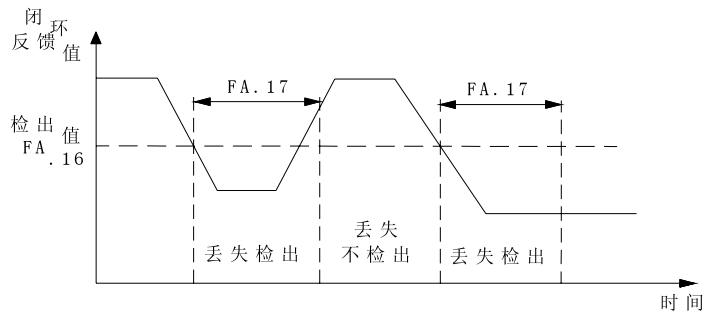 闭环
反馈值
FA.17
FA.17
检出值
FA.16
丢失检出
丢失
不检出
丢失检出
时间